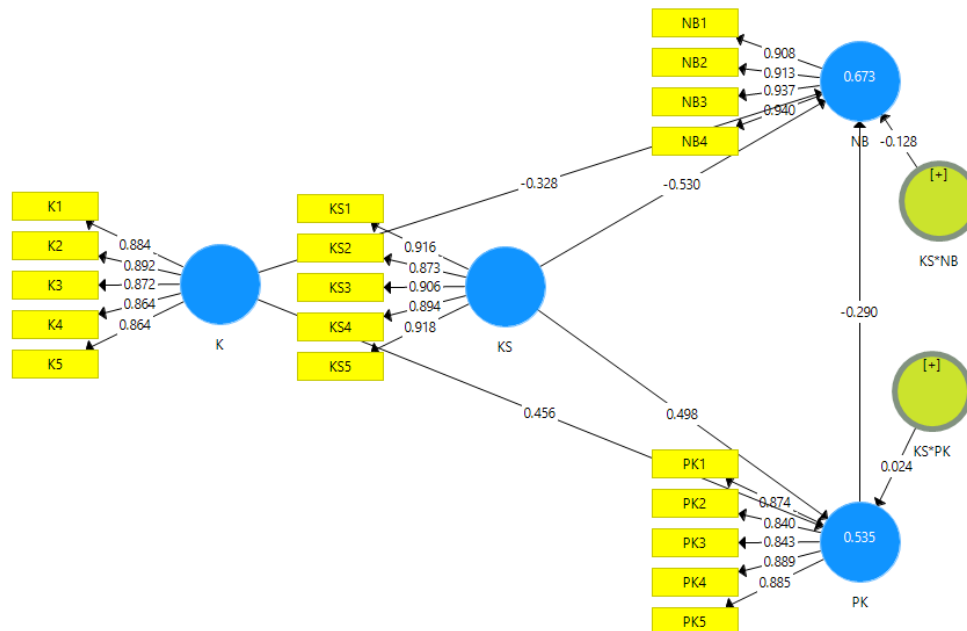 NB1
NB2
NB3
NB4
0.908
0.913
0.937
0.940
0.673
NB
-0.128
[+]
KS*NB
-0.328
-0.530
K1
K2
K3
K4
K5
0.884
0.892
0.872
0.864
0.864
K
KS1
KS2
KS3
KS4
KS5
0.916
0.873
0.906
0.894
0.918
KS
-0.290
[+]
KS*PK
0.024
0.456
0.498
PK1
PK2
PK3
PK4
PK5
0.874
0.840
0.843
0.889
0.885
0.535
PK